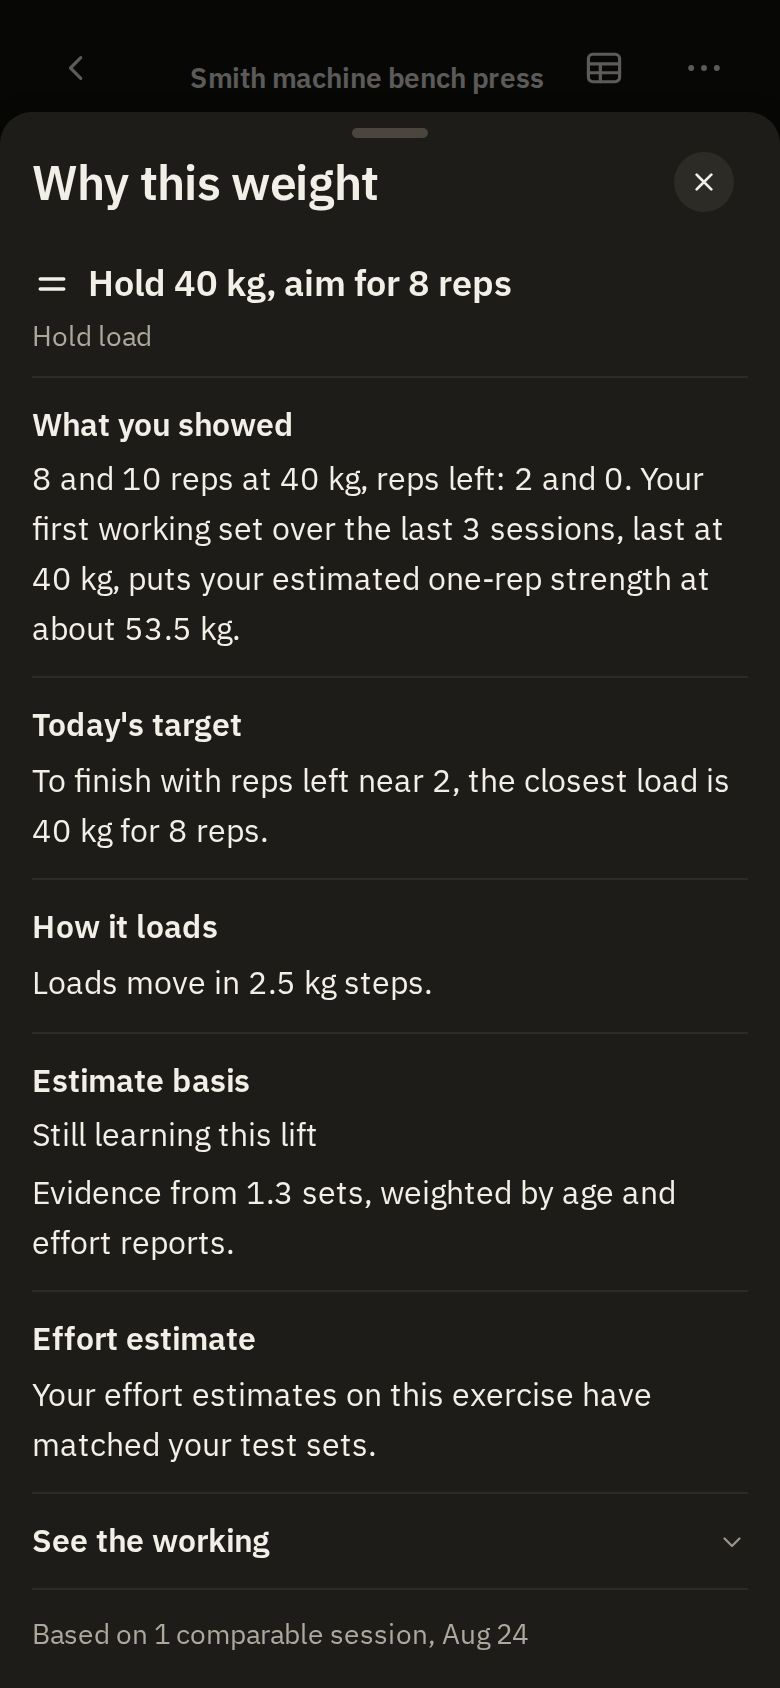 Smith machine bench press
Why this weight
Hold 40 kg, aim for 8 reps
Hold load
What you showed
8 and 10 reps at 40 kg, reps left: 2 and 0. Your
first working set over the last 3 sessions, last at
40 kg, puts your estimated one-rep strength at
about 53.5 kg.
Today's target
To finish with reps left near 2, the closest load is
40 kg for 8 reps.
How it loads
Loads move in 2.5 kg steps.
Estimate basis
Still learning this lift
Evidence from 1.3 sets, weighted by age and
effort reports.
Effort estimate
Your effort estimates on this exercise have
matched your test sets.
See the working
Based on 1 comparable session, Aug 24